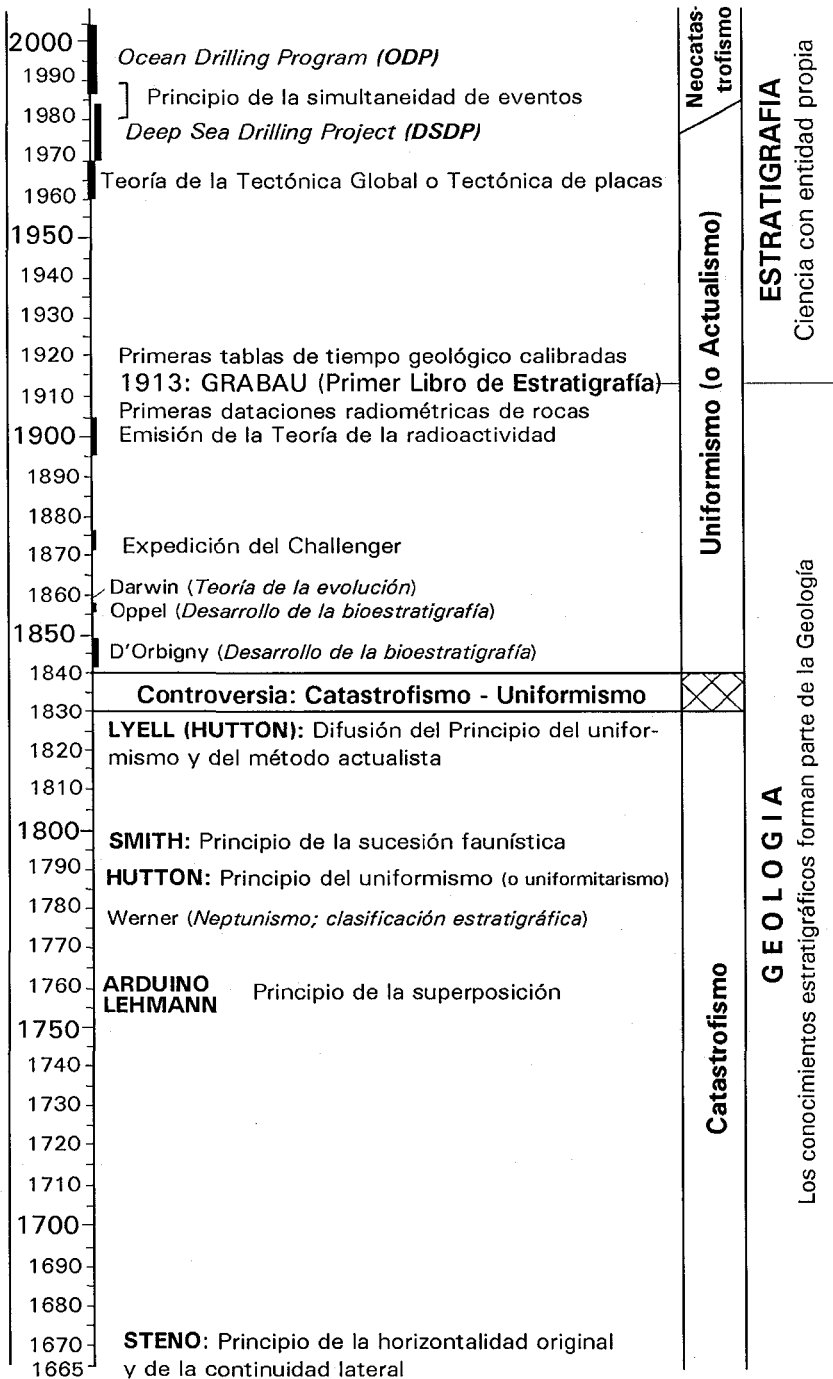 2000
Ocean Drilling Program (ODP)
1990
Principio de la simultaneidad de eventos
1980
Deep Sea Drilling Project (DSDP)
1970
Teoría de la Tectónica Global o Tectónica de placas
1960
1950
1940
1930
1920
Primeras tablas de tiempo geológico calibradas
1913: GRABAU (Primer Libro de Estratigrafía)
1910
Primeras dataciones radiométricas de rocas
1900
Emisión de la Teoría de la radioactividad
1890
1880
1870
Expedición del Challenger
1860
Darwin (Teoría de la evolución)
Oppel (Desarrollo de la bioestratigrafía)
1850
D'Orbigny (Desarrollo de la bioestratigrafía)
1840
Controversia: Catastrofismo - Uniformismo
1830
LYELL (HUTTON): Difusión del Principio del unifor-
1820
mismo y del método actualista
1810
1800
SMITH: Principio de la sucesión faunística
1790
HUTTON: Principio del uniformismo (o uniformitarismo)
1780
Werner (Neptunismo; clasificación estratigráfica)
1770
1760
ARDUINO
LEHMANN
Principio de la superposición
1750
1740
1730
1720
1710
1700
1690
1680
1670
STENO: Principio de la horizontalidad original
1665
y de la continuidad lateral
Neocatas-
trofismo
Uniformismo (o Actualismo)
Catastrofismo
ESTRATIGRAFIA
Ciencia con entidad propia
GEOLOGIA
Los conocimientos estratigráficos forman parte de la Geología